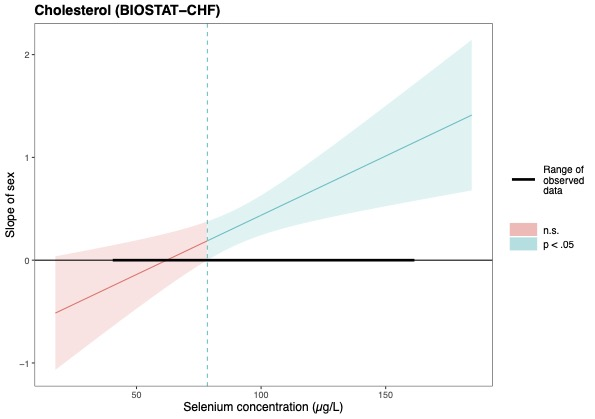 Cholesterol (BIOSTAT−CHF)
2
1
0
−1
Slope of sex
50
100
150
Selenium concentration (µg/L)
Range of
observed
data
n.s.
p < .05